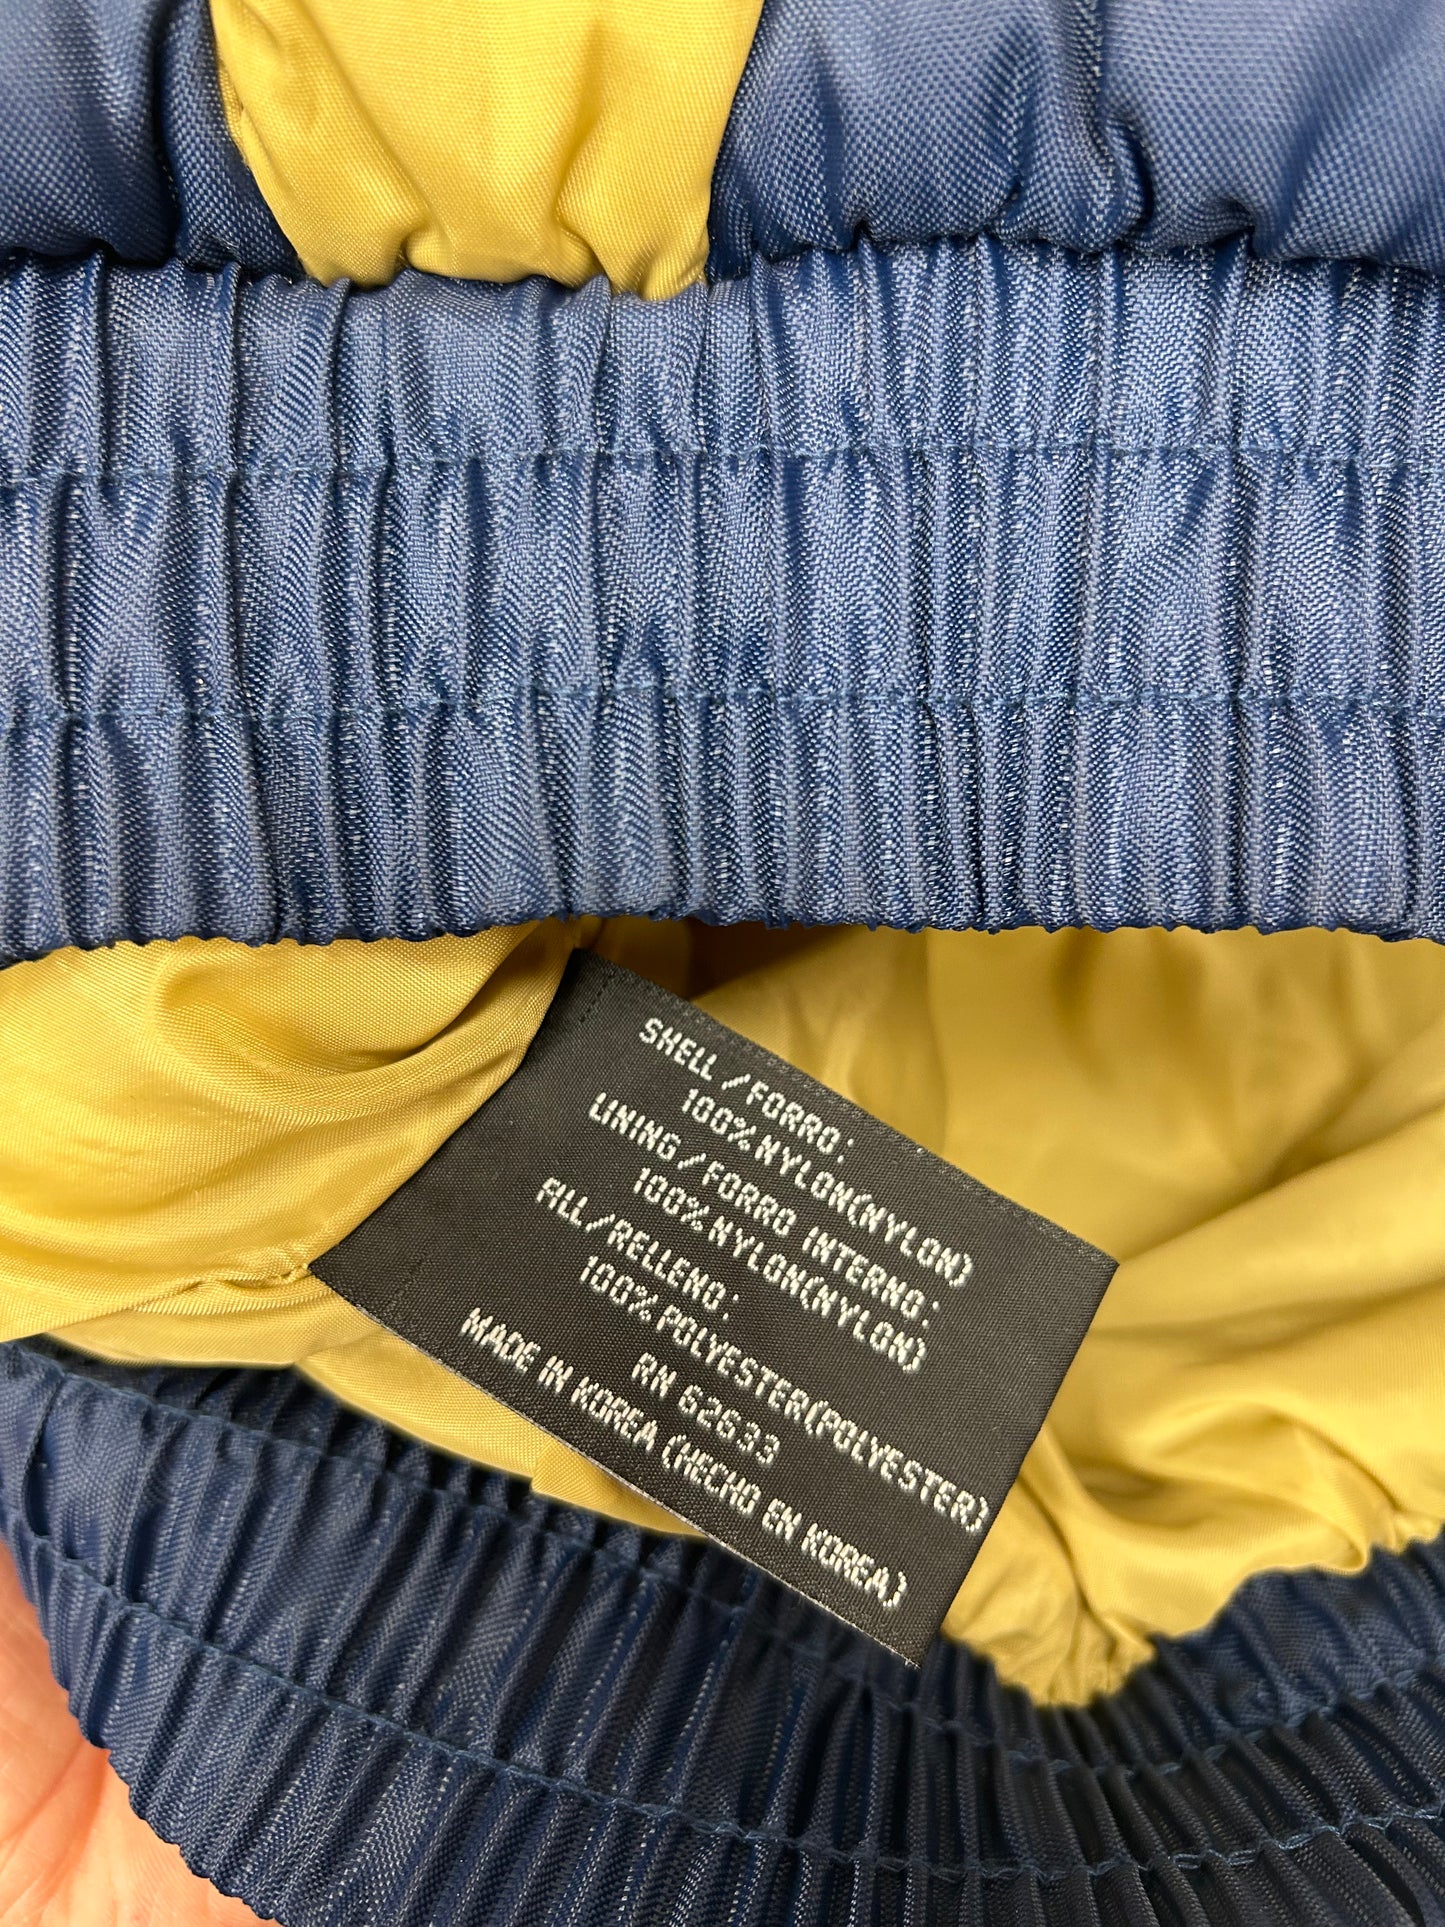 SHELL/FORRO:
100%NYLON(NYLON)
LINING/FORRO INTERNO:
100%NYLON(NYLON)
ALL/RELLENO:
100%POLYESTER(POLYESTER)
RN 62633
MADE IN KOREA (HECHO EN KOREA)